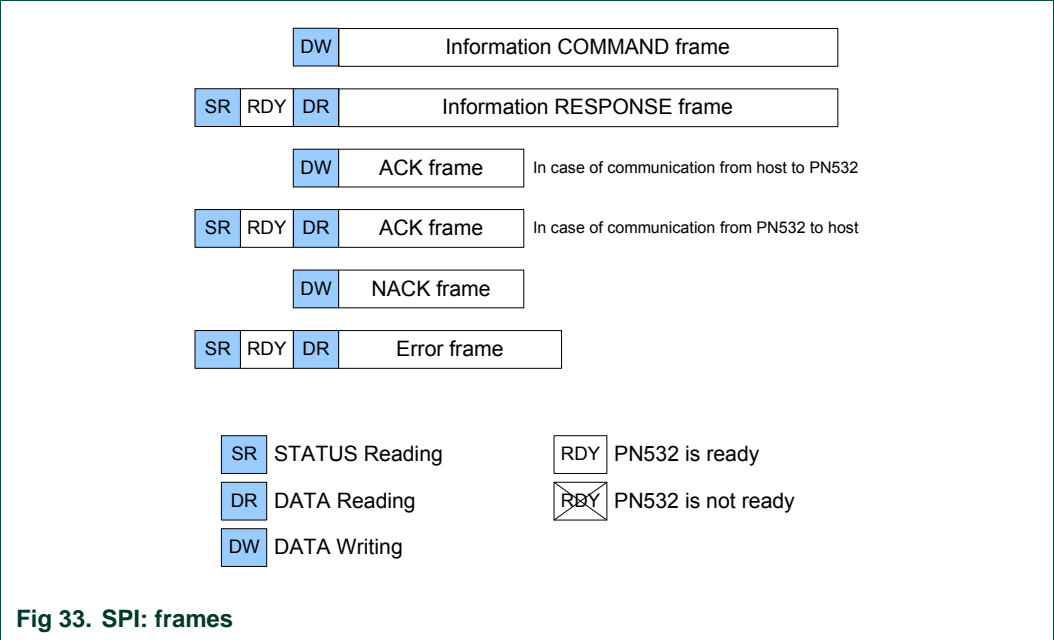 DW Information COMMAND frame
SR RDY DR Information RESPONSE frame
DW ACK frame In case of communication from host to PN532
SR RDY DR ACK frame In case of communication from PN532 to host
DW NACK frame
SR RDY DR Error frame
SR STATUS Reading RDY PN532 is ready
DR DATA Reading RDY PN532 is not ready
DW DATA Writing
Fig 33. SPI: frames